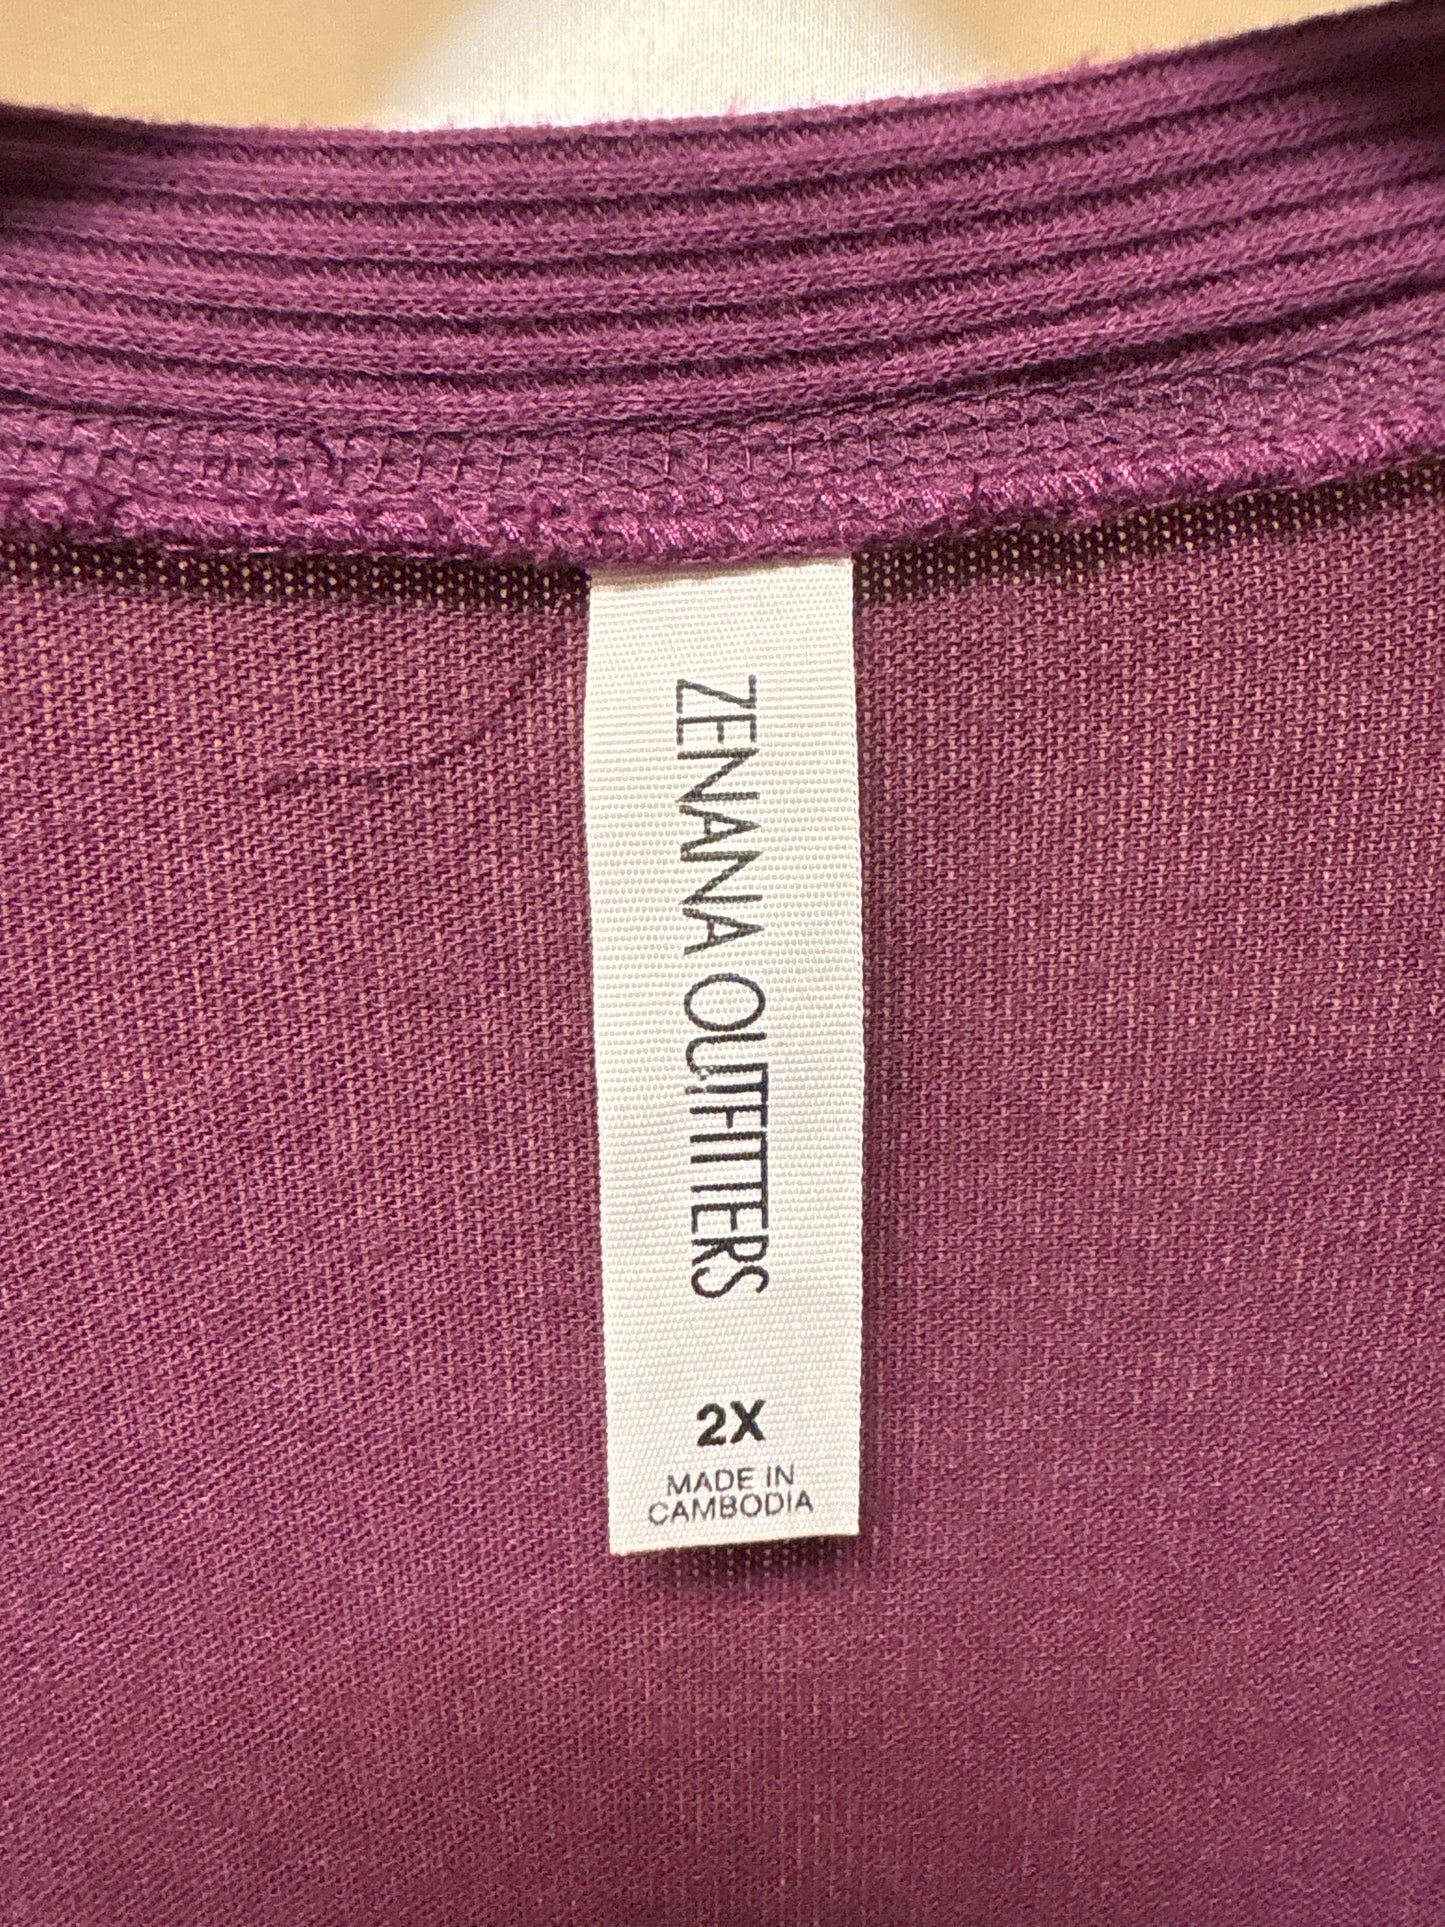 ZENANA OUTFITTERS
2X
MADE IN
CAMBODIA